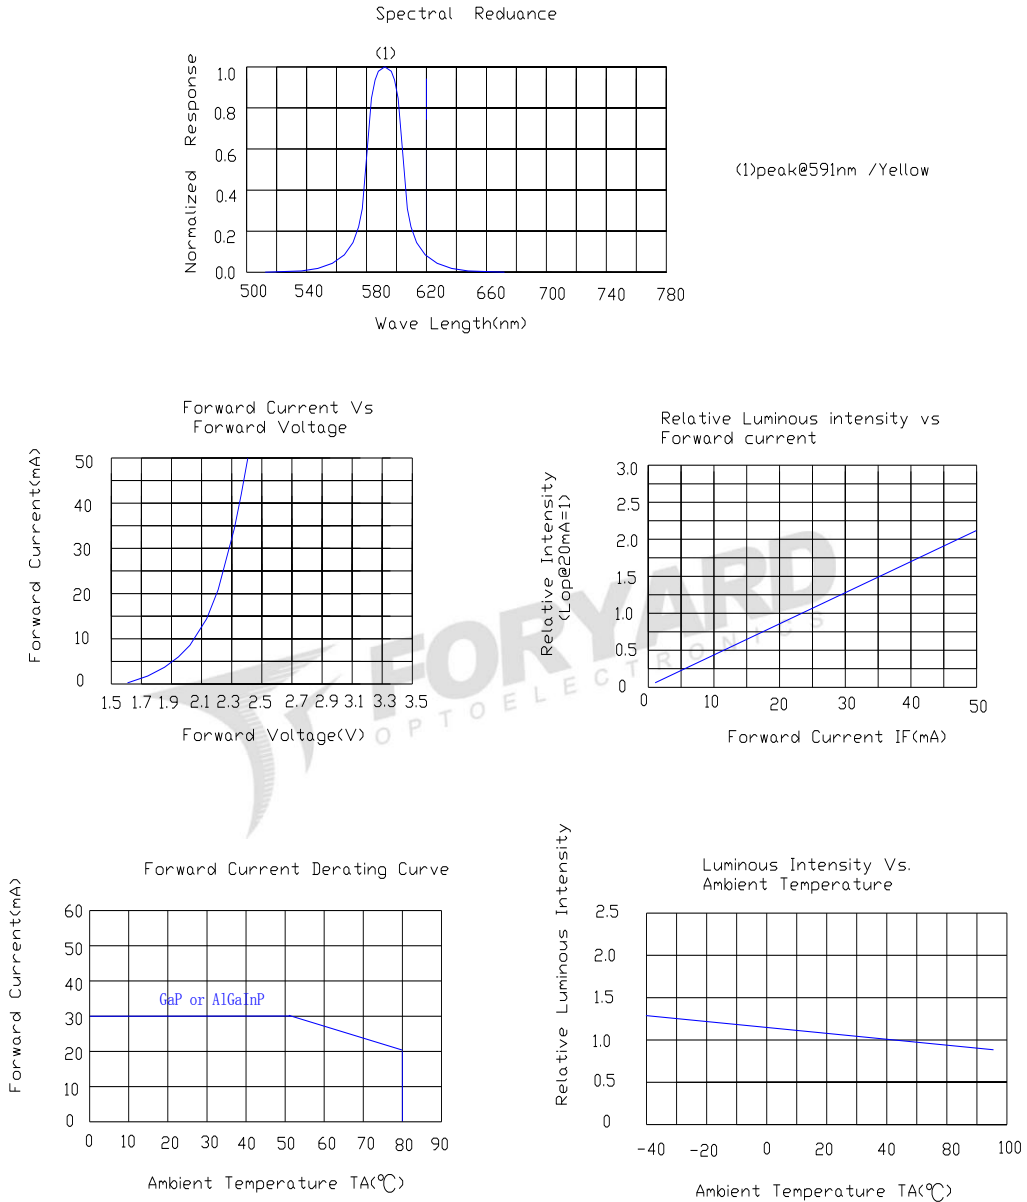 Spectral Reduance
(1)
Normalized Response
1.0
0.8
0.6
0.4
0.2
0.0
500 540 580 620 660 700 740 780
Wave Length(nm)
(1)peak@591nm /Yellow
Forward Current Vs
Forward Voltage
Forward Current(mA)
50
40
30
20
10
0
1.5 1.7 1.9 2.1 2.3 2.5 2.7 2.9 3.1 3.3 3.5
Forward Voltage(V)
Relative Luminous intensity vs
Forward current
Relative Intensity
(Lop@20mA=1)
3.0
2.5
2.0
1.5
1.0
0.5
0
0 10 20 30 40 50
Forward Current IF(mA)
FORYARD
OPTOELECTRONICS
Forward Current Derating Curve
Forward Current(mA)
60
50
40
30
20
10
0
GaP or AlGaInP
0 10 20 30 40 50 60 70 80 90
Ambient Temperature TA(℃)
Luminous Intensity Vs.
Ambient Temperature
Relative Luminous Intensity
2.5
2.0
1.5
1.0
0.5
0
-40 -20 0 20 40 60 80 100
Ambient Temperature TA(℃)